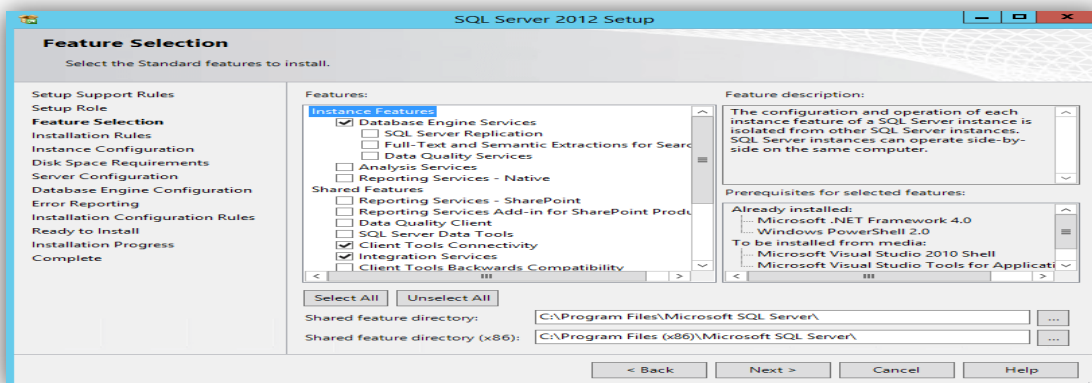 SQL Server 2012 Setup
Feature Selection
Select the Standard features to install.
Setup Support Rules
Setup Role
Feature Selection
Installation Rules
Instance Configuration
Disk Space Requirements
Server Configuration
Database Engine Configuration
Error Reporting
Installation Configuration Rules
Ready to Install
Installation Progress
Complete
Features:
Instance Features
Database Engine Services
SQL Server Replication
Full-Text and Semantic Extractions for Searc
Data Quality Services
Analysis Services
Reporting Services - Native
Shared Features
Reporting Services - SharePoint
Reporting Services Add-in for SharePoint Produ
Data Quality Client
SQL Server Data Tools
Client Tools Connectivity
Integration Services
Client Tools Backwards Compatibility
Select All
Unselect All
Feature description:
The configuration and operation of each
instance feature of a SQL Server instance is
isolated from other SQL Server instances.
SQL Server instances can operate side-by-
side on the same computer.
Prerequisites for selected features:
Already installed:
Microsoft .NET Framework 4.0
Windows PowerShell 2.0
To be installed from media:
Microsoft Visual Studio 2010 Shell
Microsoft Visual Studio Tools for Applicati
Shared feature directory: C:\Program Files\Microsoft SQL Server\ ...
Shared feature directory (x86): C:\Program Files (x86)\Microsoft SQL Server\ ...
< Back
Next >
Cancel
Help